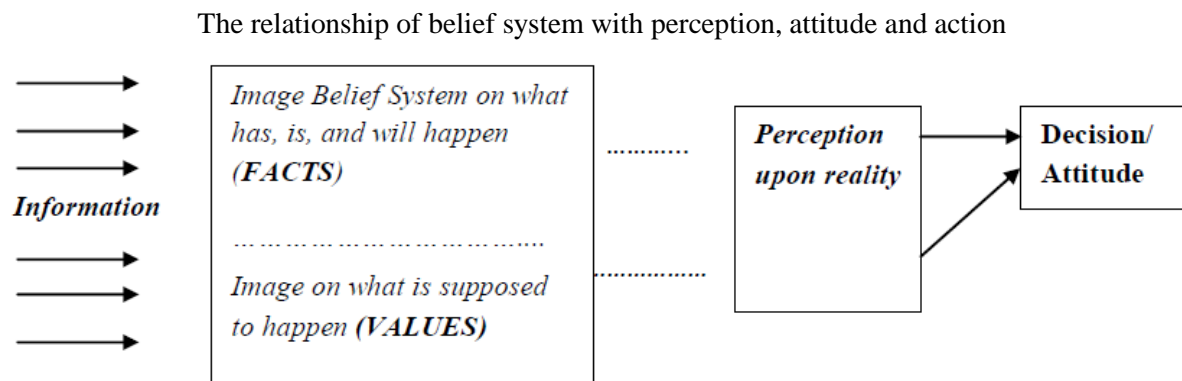 The relationship of belief system with perception, attitude and action
Information
Image Belief System on what
has, is, and will happen
(FACTS)
……………………………....
Image on what is supposed
to happen (VALUES)
………...
................
Perception
upon reality
Decision/
Attitude